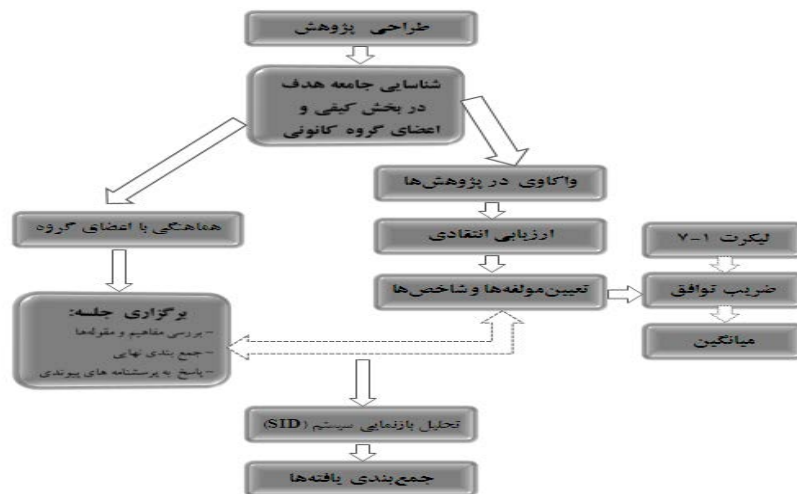 طراحی پژوهش
شناسایی جامعه هدف
در بخش کیفی و
اعضای گروه کانونی
واکاوی در پژوهش‌ها
هماهنگی با اعضای گروه
ارزیابی انتقادی
لیکرت ۱-۷
تعیین‌مولفه‌ها و شاخص‌ها
ضریب توافق
میانگین
برگزاری جلسه:
– بررسی مفاهیم و مقوله‌ها
– جمع بندی نهایی
– پاسخ به پرسشنامه های پیوندی
تحلیل بازنمایی سیستم (SID)
جمع‌بندی یافته‌ها